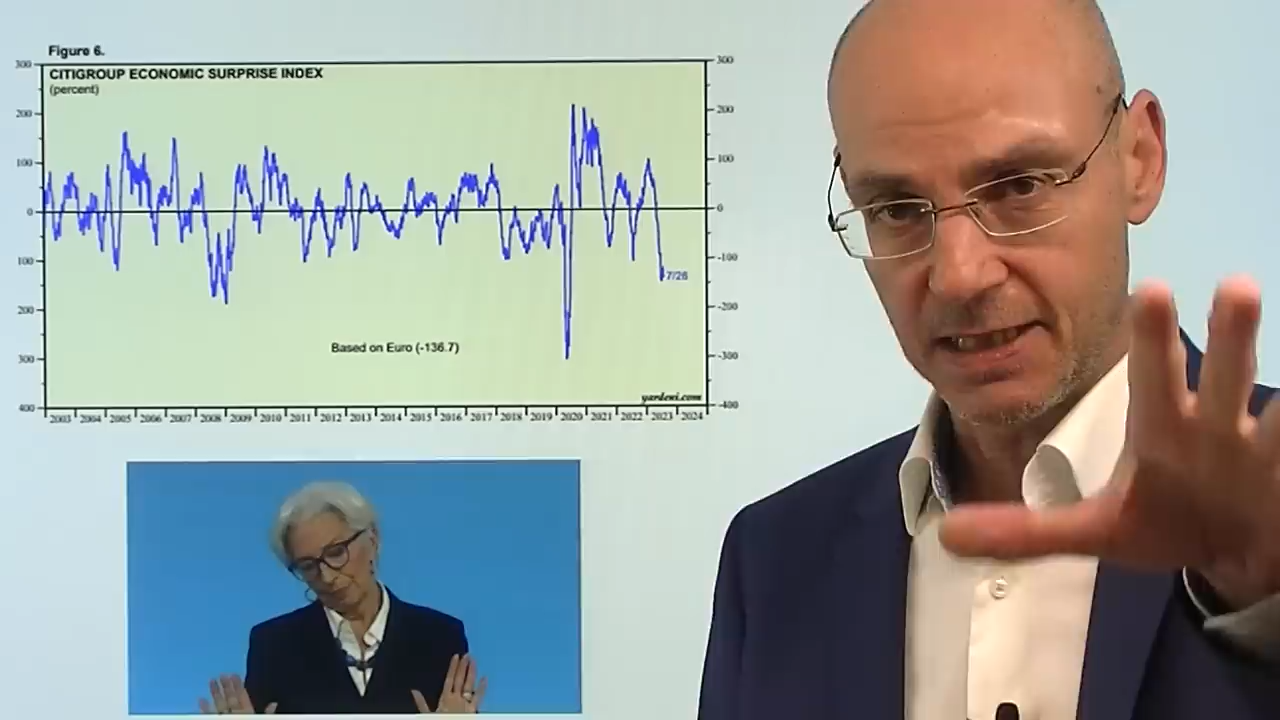 Figure 6.
CITIGROUP ECONOMIC SURPRISE INDEX
(percent)
300
200
100
0
100
200
300
400
300
200
100
0
-100
-200
-300
-400
7/26
Based on Euro (-136.7)
yardeni.com
2003 2004 2005 2006 2007 2008 2009 2010 2011 2012 2013 2014 2015 2016 2017 2018 2019 2020 2021 2022 2023 2024